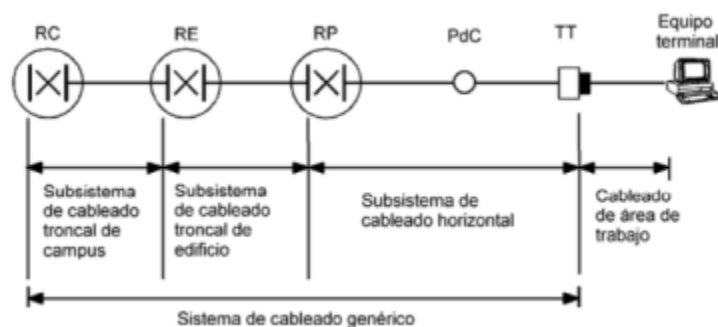 RC
RE
RP
PdC
TT
Equipo
terminal
Subsistema
de cableado
troncal de
campus
Subsistema
de cableado
troncal de
edificio
Subsistema de
cableado horizontal
Cableado
de área de
trabajo
Sistema de cableado genérico